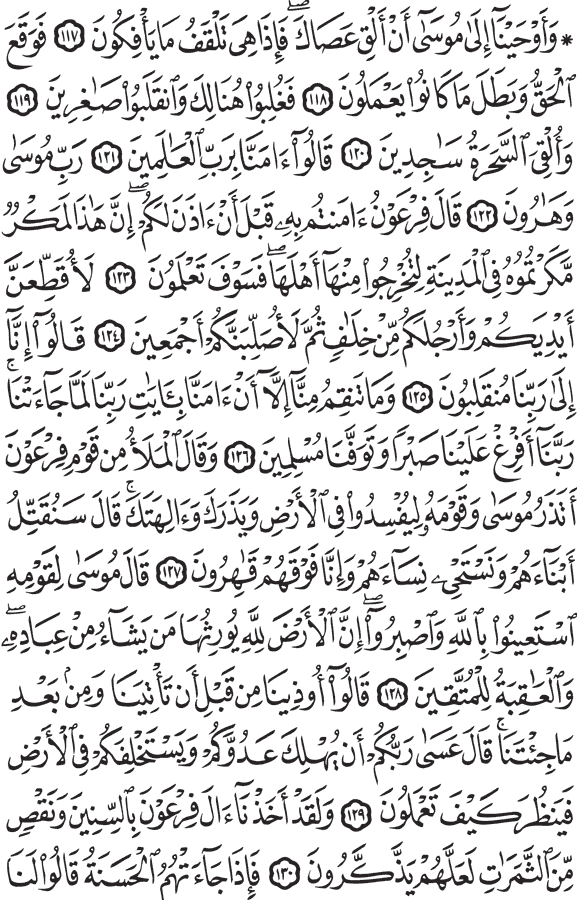 * وَأَوْحَيْنَآ إِلَىٰ مُوسَىٰٓ أَنْ أَلْقِ عَصَاكَۖ فَإِذَا هِىَ تَلْقَفُ مَا يَأْفِكُونَ ١١٧ فَوَقَعَ
ٱلْحَقُّ وَبَطَلَ مَا كَانُوا۟ يَعْمَلُونَ ١١٨ فَغُلِبُوا۟ هُنَالِكَ وَٱنقَلَبُوا۟ صَٰغِرِينَ ١١٩
وَأُلْقِىَ ٱلسَّحَرَةُ سَٰجِدِينَ ١٢٠ قَالُوٓا۟ ءَامَنَّا بِرَبِّ ٱلْعَٰلَمِينَ ١٢١ رَبِّ مُوسَىٰ
وَهَٰرُونَ ١٢٢ قَالَ فِرْعَوْنُ ءَامَنتُم بِهِۦ قَبْلَ أَنْ ءَاذَنَ لَكُمْۖ إِنَّ هَٰذَا لَمَكْرٌ
مَّكَرْتُمُوهُ فِى ٱلْمَدِينَةِ لِتُخْرِجُوا۟ مِنْهَآ أَهْلَهَاۖ فَسَوْفَ تَعْلَمُونَ ١٢٣ لَأُقَطِّعَنَّ
أَيْدِيَكُمْ وَأَرْجُلَكُم مِّنْ خِلَٰفٍ ثُمَّ لَأُصَلِّبَنَّكُمْ أَجْمَعِينَ ١٢٤ قَالُوٓا۟ إِنَّآ
إِلَىٰ رَبِّنَا مُنقَلِبُونَ ١٢٥ وَمَا تَنقِمُ مِنَّآ إِلَّآ أَنْ ءَامَنَّا بِـَٔايَٰتِ رَبِّنَا لَمَّا جَآءَتْنَاۚ
رَبَّنَآ أَفْرِغْ عَلَيْنَا صَبْرًا وَتَوَفَّنَا مُسْلِمِينَ ١٢٦ وَقَالَ ٱلْمَلَأُ مِن قَوْمِ فِرْعَوْنَ
أَتَذَرُ مُوسَىٰ وَقَوْمَهُۥ لِيُفْسِدُوا۟ فِى ٱلْأَرْضِ وَيَذَرَكَ وَءَالِهَتَكَۚ قَالَ سَنُقَتِّلُ
أَبْنَآءَهُمْ وَنَسْتَحْىِۦ نِسَآءَهُمْ وَإِنَّا فَوْقَهُمْ قَٰهِرُونَ ١٢٧ قَالَ مُوسَىٰ لِقَوْمِهِ
ٱسْتَعِينُوا۟ بِٱللَّهِ وَٱصْبِرُوٓا۟ۖ إِنَّ ٱلْأَرْضَ لِلَّهِ يُورِثُهَا مَن يَشَآءُ مِنْ عِبَادِهِۦۖ
وَٱلْعَٰقِبَةُ لِلْمُتَّقِينَ ١٢٨ قَالُوٓا۟ أُوذِينَا مِن قَبْلِ أَن تَأْتِيَنَا وَمِنۢ بَعْدِ
مَا جِئْتَنَاۚ قَالَ عَسَىٰ رَبُّكُمْ أَن يُهْلِكَ عَدُوَّكُمْ وَيَسْتَخْلِفَكُمْ فِى ٱلْأَرْضِ
فَيَنظُرَ كَيْفَ تَعْمَلُونَ ١٢٩ وَلَقَدْ أَخَذْنَآ ءَالَ فِرْعَوْنَ بِٱلسِّنِينَ وَنَقْصٍ
مِّنَ ٱلثَّمَرَٰتِ لَعَلَّهُمْ يَذَّكَّرُونَ ١٣٠ فَإِذَا جَآءَتْهُمُ ٱلْحَسَنَةُ قَالُوا۟ لَنَا